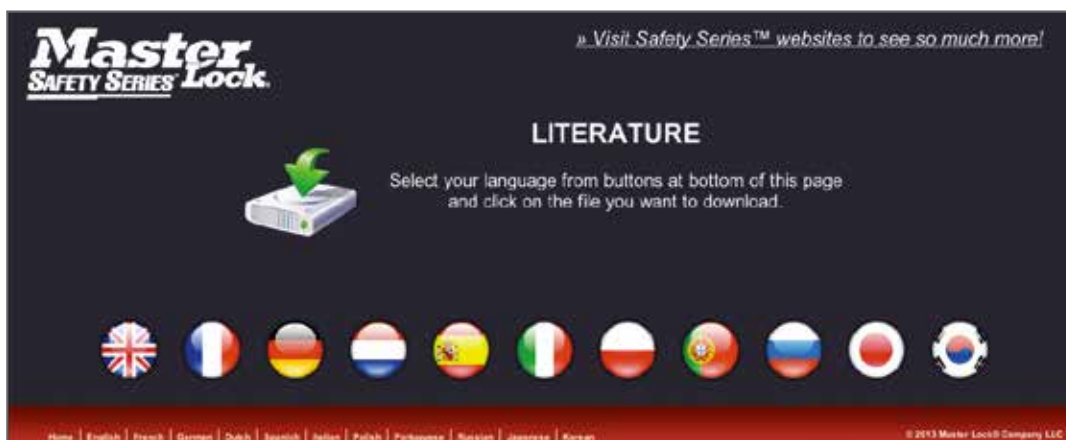 Master Lock
SAFETY SERIES™
» Visit Safety Series™ websites to see so much more!
LITERATURE
Select your language from buttons at bottom of this page
and click on the file you want to download.
Home | English | French | German | Dutch | Spanish | Italian | Polish | Portuguese | Russian | Japanese | Korean
© 2013 Master Lock® Company LLC